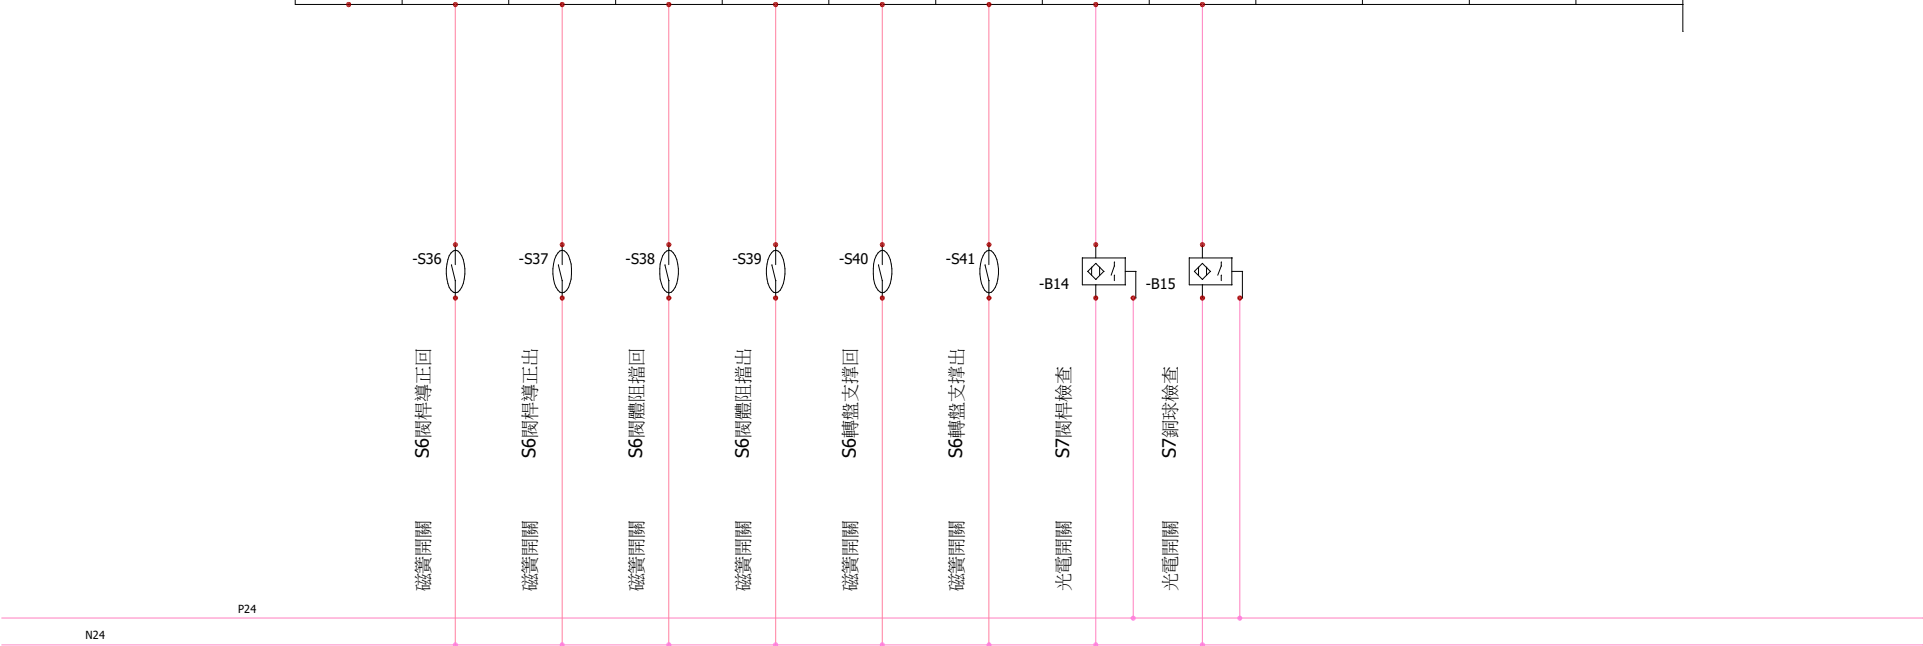 -S36
-S37
-S38
-S39
-S40
-S41
-B14
-B15
S6閥桿導正回
S6閥桿導正出
S6閥體阻擋回
S6閥體阻擋出
S6轉盤支撐回
S6轉盤支撐出
S7閥桿檢查
S7銅球檢查
磁簧開關
磁簧開關
磁簧開關
磁簧開關
磁簧開關
磁簧開關
光電開關
光電開關
P24
N24